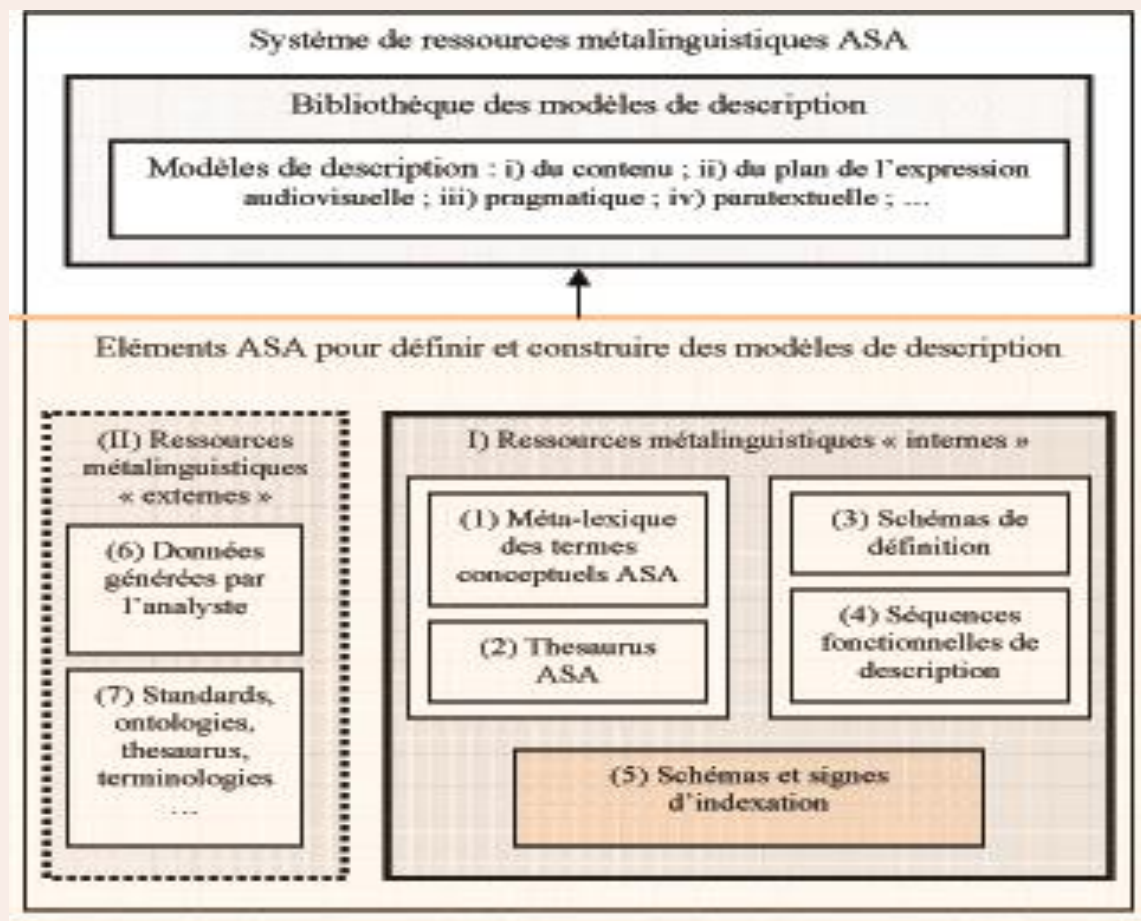 Système de ressources métalinguistiques ASA
Bibliothèque des modèles de description
Modèles de description : i) du contenu ; ii) du plan de l'expression
audiovisuelle ; iii) pragmatique ; iv) paratextuelle ; …
Eléments ASA pour définir et construire des modèles de description
(II) Ressources
métalinguistiques
« externes »
(6) Données
générées par
l'analyste
(7) Standards,
ontologies,
thesaurus,
terminologies
…
I) Ressources métalinguistiques « internes »
(1) Méta-lexique
des termes
conceptuels ASA
(2) Thesaurus
ASA
(3) Schémas de
définition
(4) Séquences
fonctionnelles de
description
(5) Schémas et signes
d'indexation